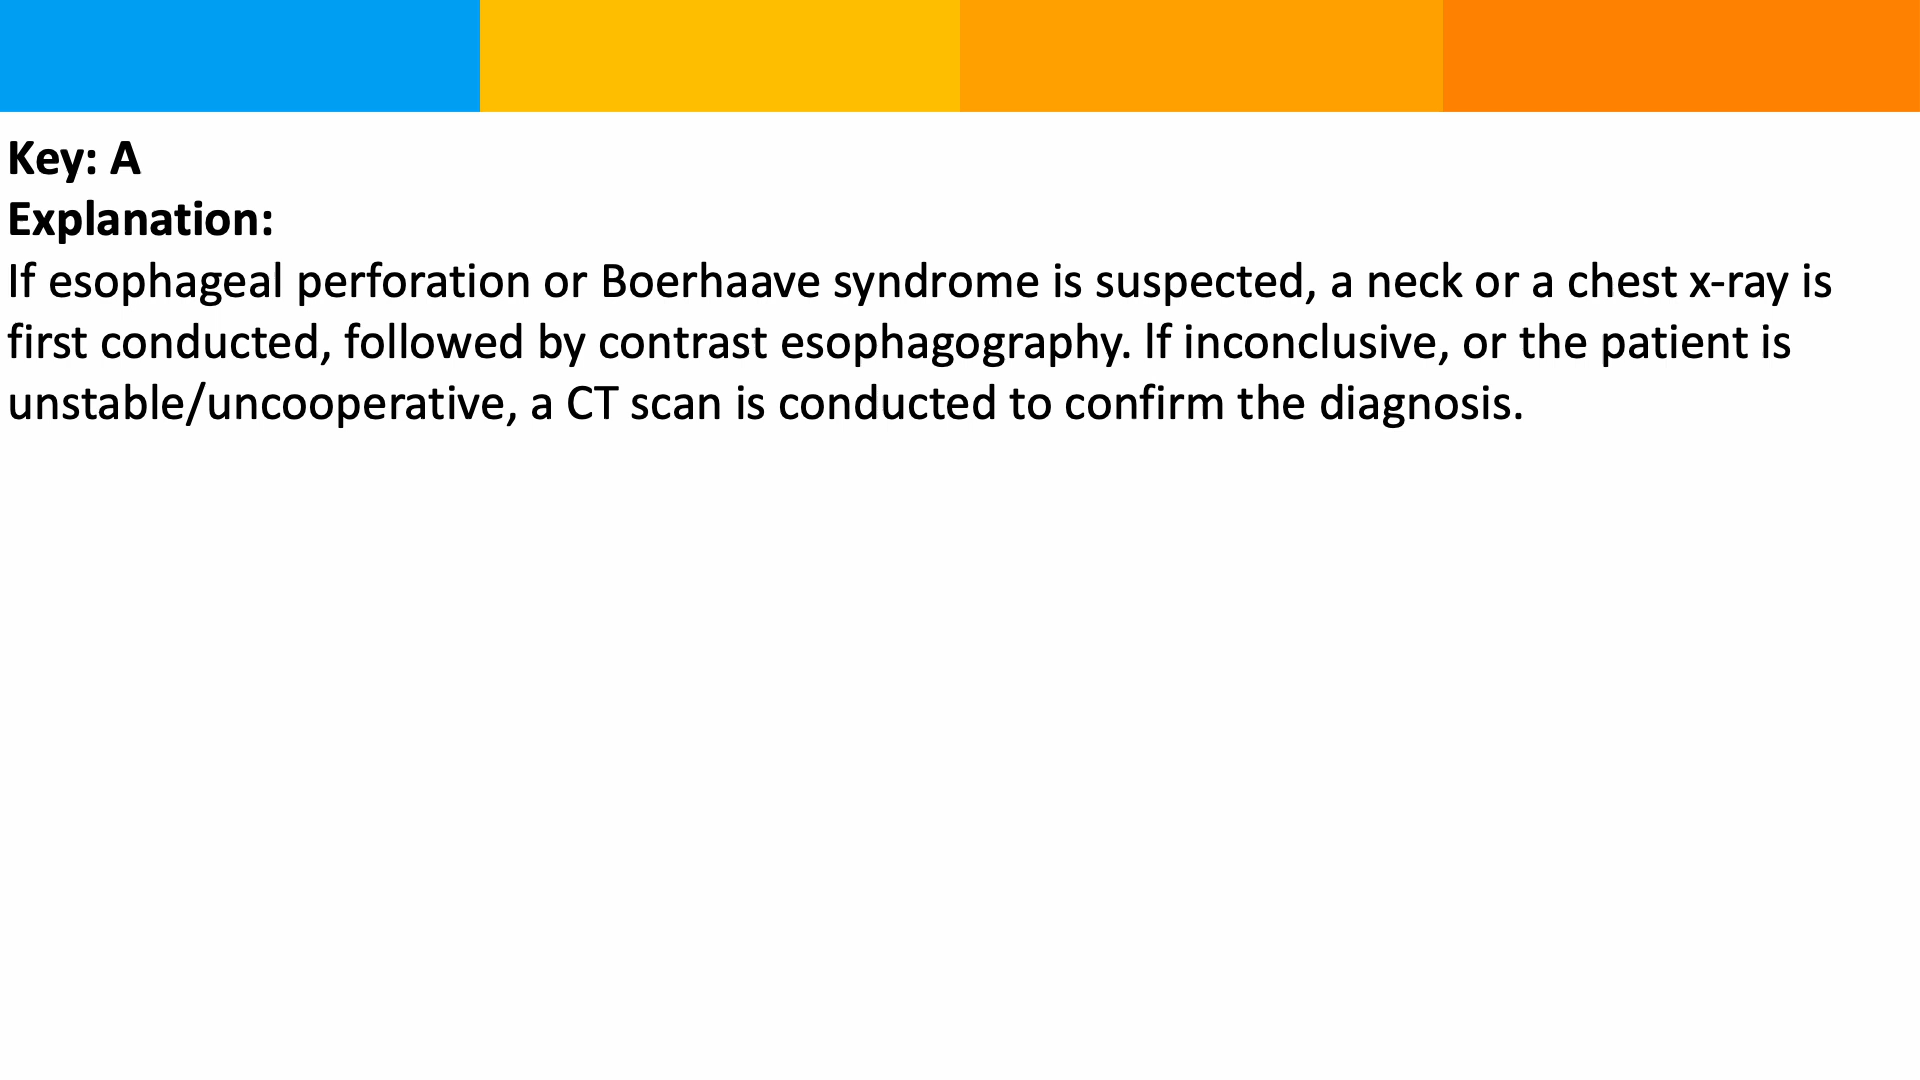 Key: A
Explanation:
If esophageal perforation or Boerhaave syndrome is suspected, a neck or a chest x-ray is
first conducted, followed by contrast esophagography. If inconclusive, or the patient is
unstable/uncooperative, a CT scan is conducted to confirm the diagnosis.